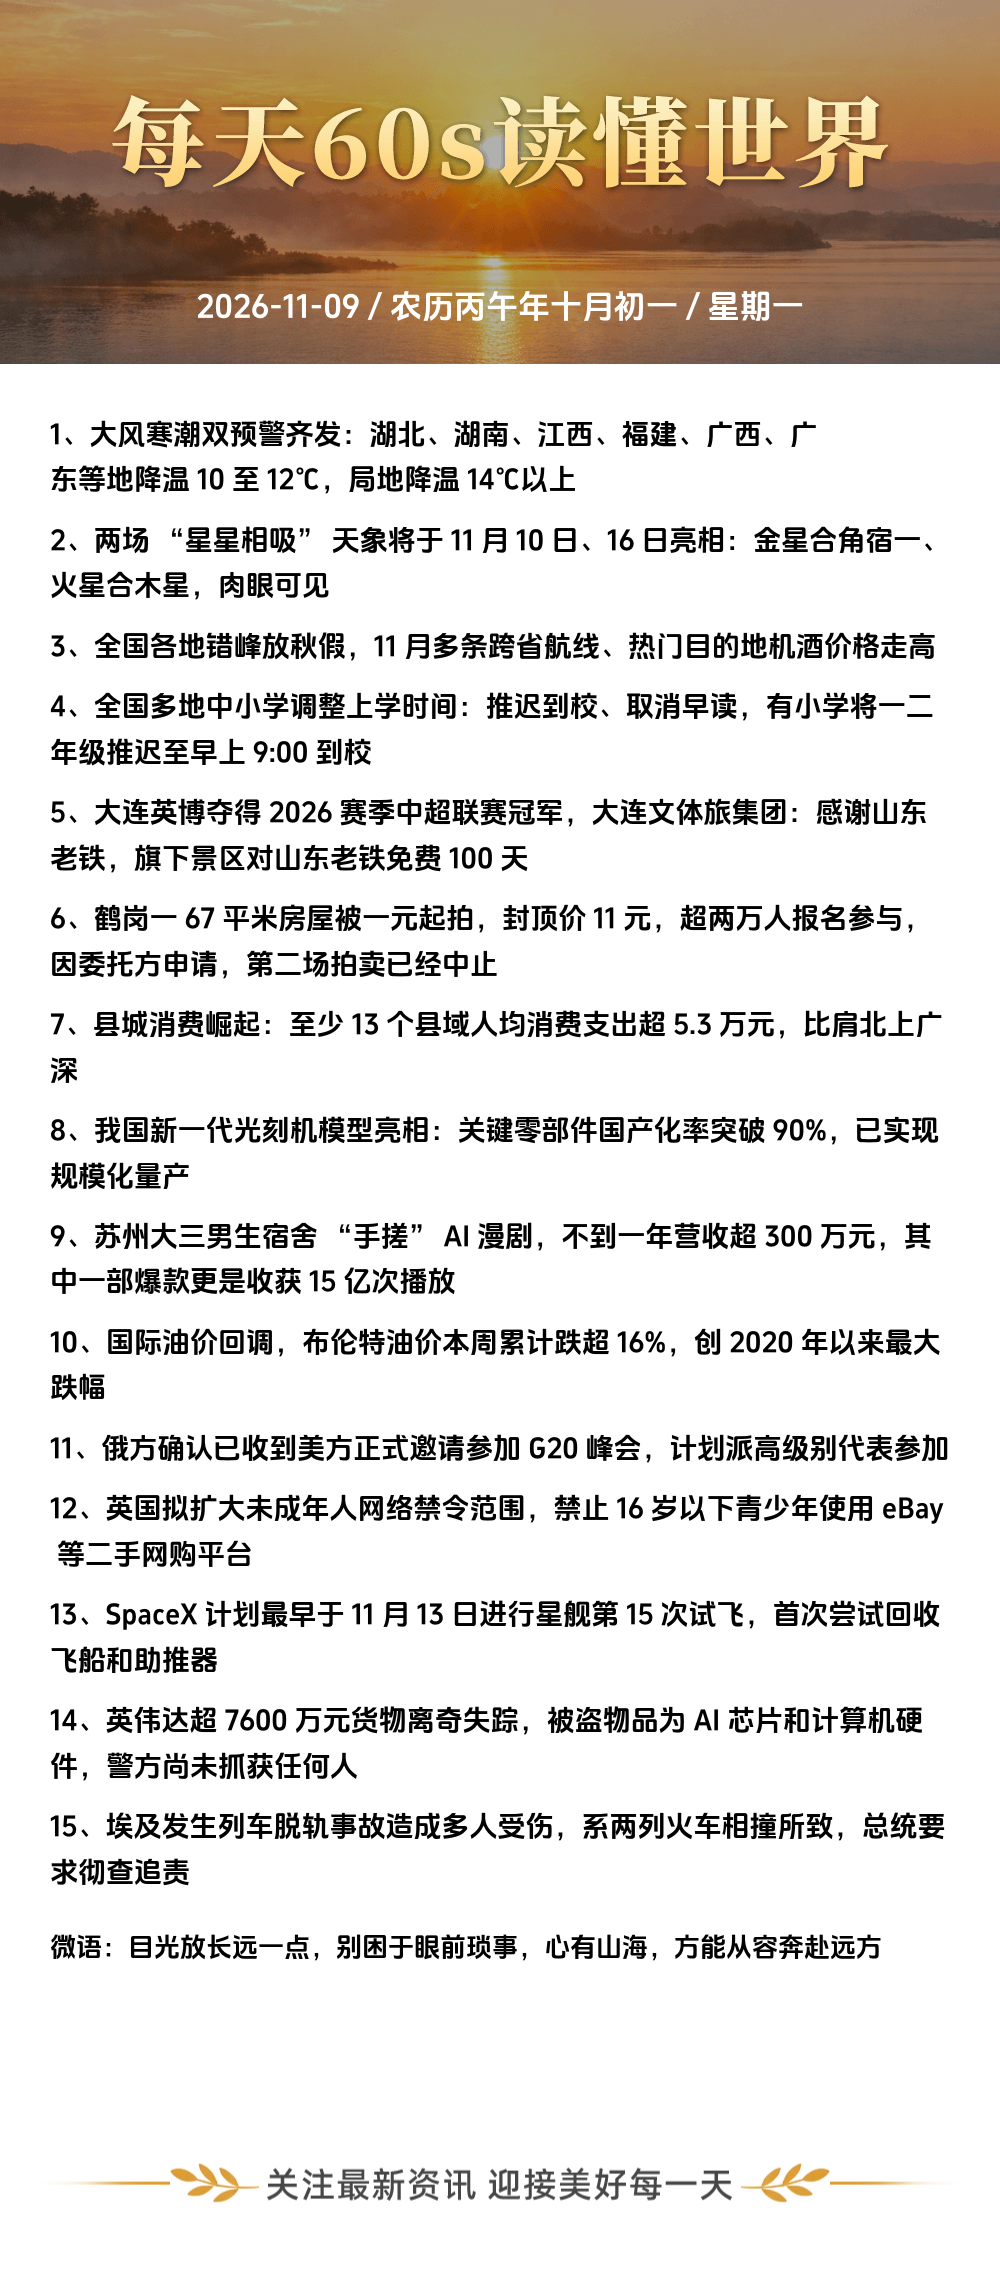 每天60s读懂世界
2026-11-09 / 农历丙午年十月初一 / 星期一
1、大风寒潮双预警齐发：湖北、湖南、江西、福建、广西、广
东等地降温 10 至 12℃，局地降温 14℃以上
2、两场 “星星相吸” 天象将于 11 月 10 日、16 日亮相：金星合角宿一、
火星合木星，肉眼可见
3、全国各地错峰放秋假，11 月多条跨省航线、热门目的地机酒价格走高
4、全国多地中小学调整上学时间：推迟到校、取消早读，有小学将一二
年级推迟至早上 9:00 到校
5、大连英博夺得 2026 赛季中超联赛冠军，大连文体旅集团：感谢山东
老铁，旗下景区对山东老铁免费 100 天
6、鹤岗一 67 平米房屋被一元起拍，封顶价 11 元，超两万人报名参与，
因委托方申请，第二场拍卖已经中止
7、县城消费崛起：至少 13 个县域人均消费支出超 5.3 万元，比肩北上广
深
8、我国新一代光刻机模型亮相：关键零部件国产化率突破 90%，已实现
规模化量产
9、苏州大三男生宿舍 “手搓” AI 漫剧，不到一年营收超 300 万元，其
中一部爆款更是收获 15 亿次播放
10、国际油价回调，布伦特油价本周累计跌超 16%，创 2020 年以来最大
跌幅
11、俄方确认已收到美方正式邀请参加 G20 峰会，计划派高级别代表参加
12、英国拟扩大未成年人网络禁令范围，禁止 16 岁以下青少年使用 eBay
等二手网购平台
13、SpaceX 计划最早于 11 月 13 日进行星舰第 15 次试飞，首次尝试回收
飞船和助推器
14、英伟达超 7600 万元货物离奇失踪，被盗物品为 AI 芯片和计算机硬
件，警方尚未抓获任何人
15、埃及发生列车脱轨事故造成多人受伤，系两列火车相撞所致，总统要
求彻查追责
微语：目光放长远一点，别困于眼前琐事，心有山海，方能从容奔赴远方
关注最新资讯 迎接美好每一天